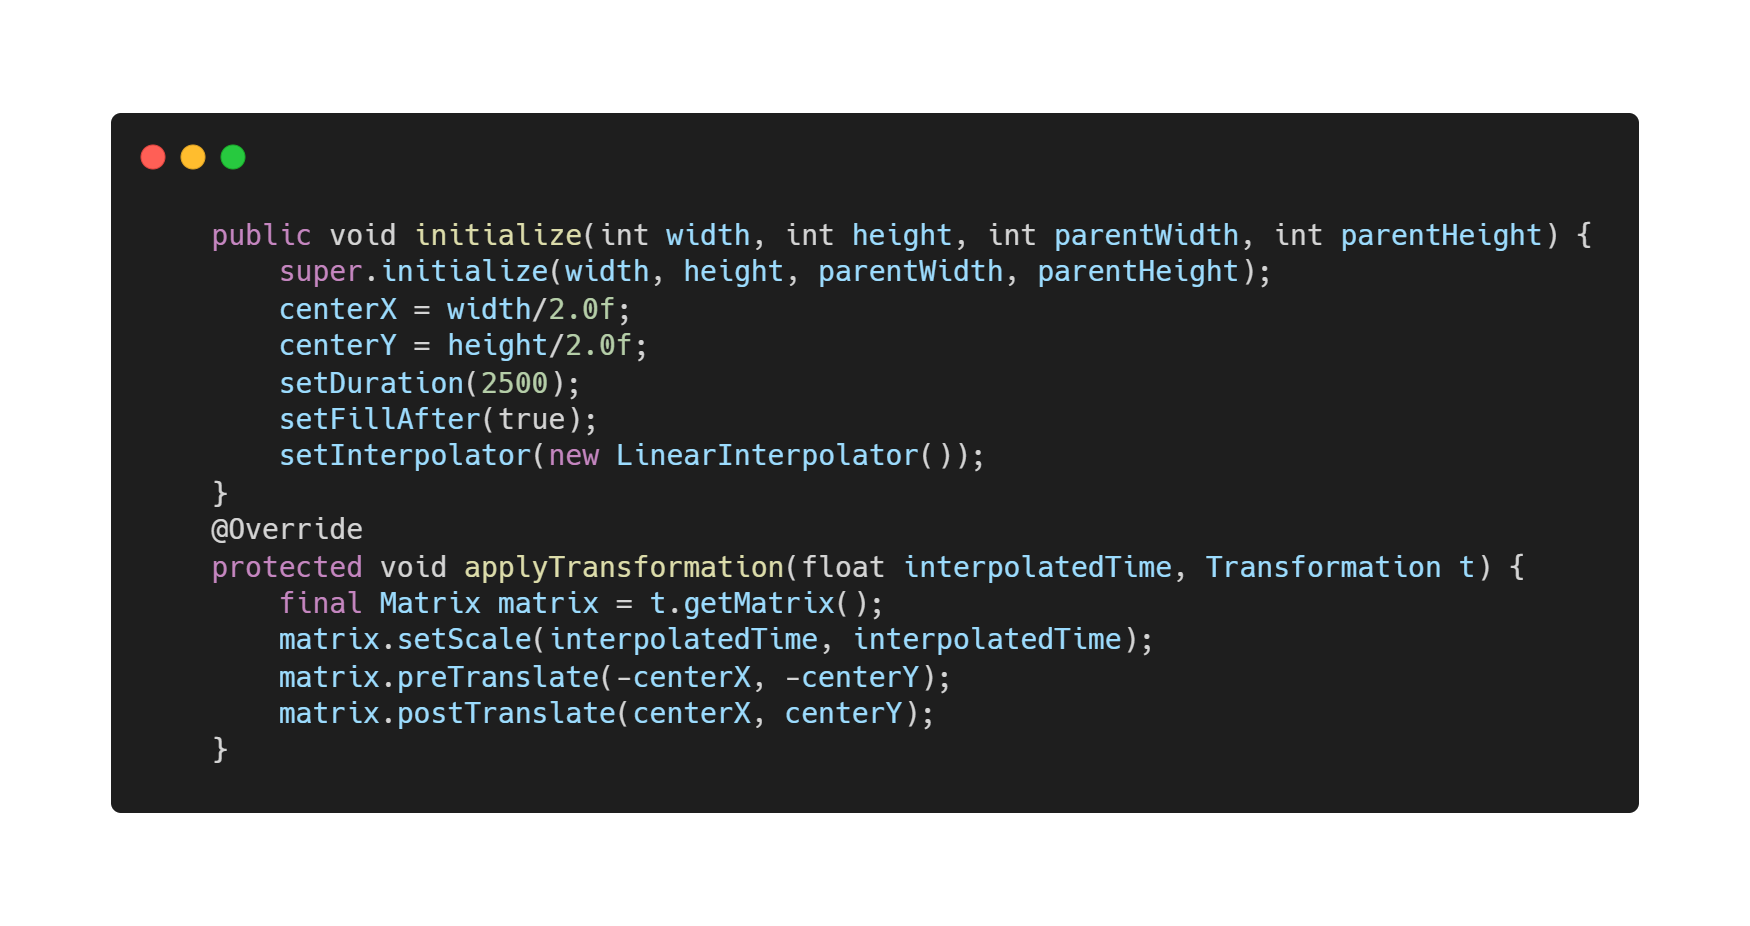 public void initialize(int width, int height, int parentWidth, int parentHeight) {
super.initialize(width, height, parentWidth, parentHeight);
centerX = width/2.0f;
centerY = height/2.0f;
setDuration(2500);
setFillAfter(true);
setInterpolator(new LinearInterpolator());
}
@Override
protected void applyTransformation(float interpolatedTime, Transformation t) {
final Matrix matrix = t.getMatrix();
matrix.setScale(interpolatedTime, interpolatedTime);
matrix.preTranslate(-centerX, -centerY);
matrix.postTranslate(centerX, centerY);
}